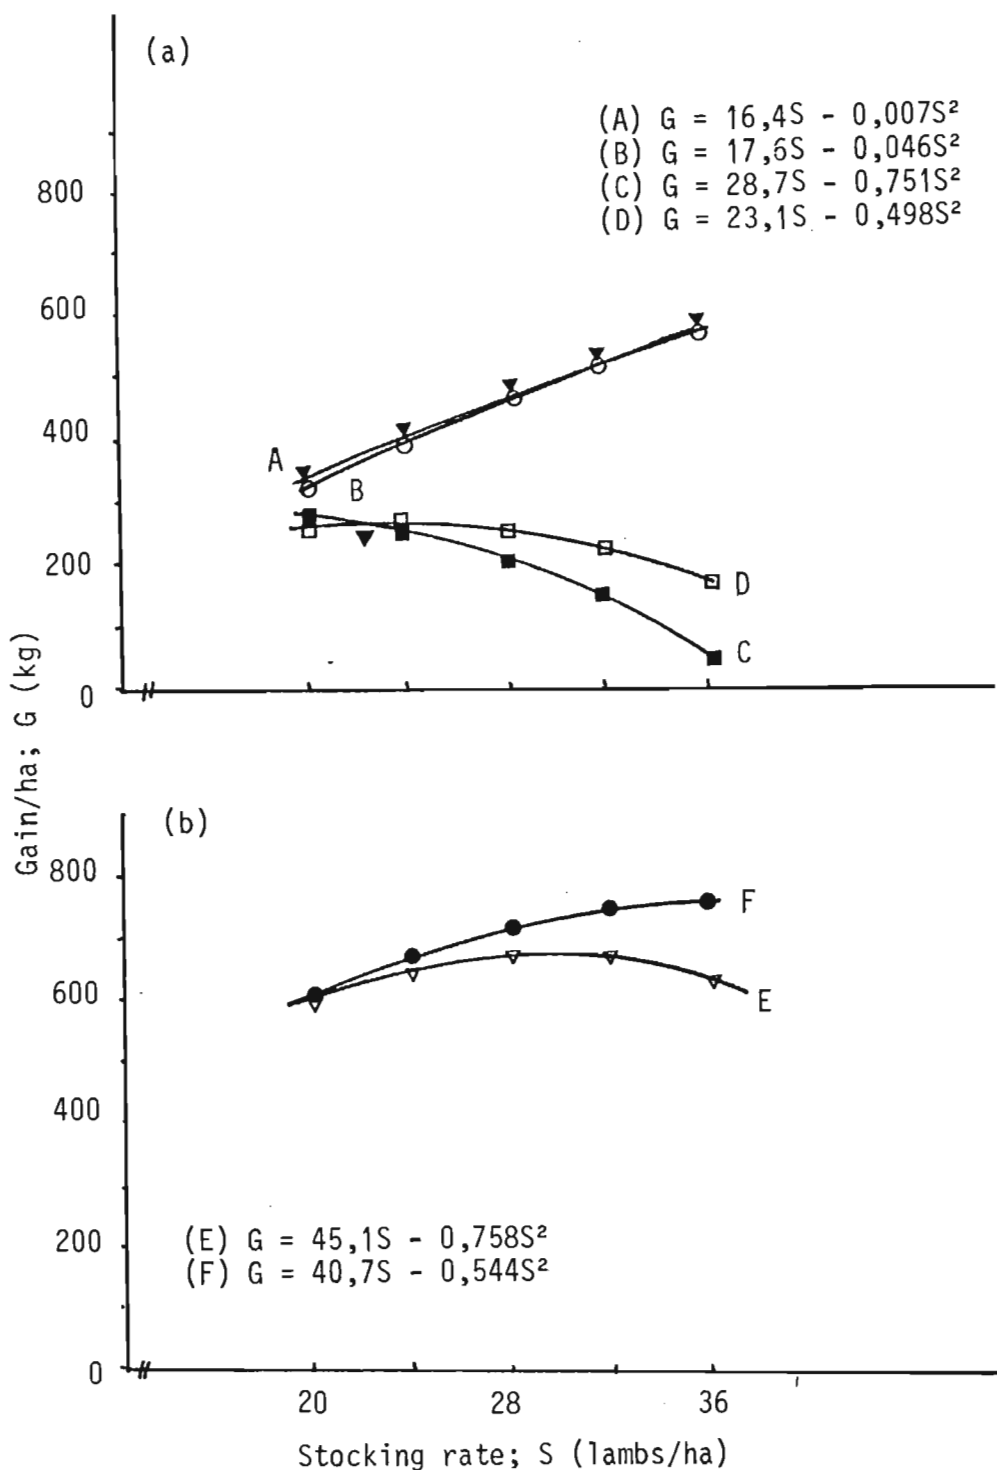 (a)
(A) G = 16,4S - 0,007S²
(B) G = 17,6S - 0,046S²
(C) G = 28,7S - 0,751S²
(D) G = 23,1S - 0,498S²
800
600
400
200
0
A
B
D
C
Gain/ha; G (kg)
(b)
800
600
400
200
0
F
E
(E) G = 45,1S - 0,758S²
(F) G = 40,7S - 0,544S²
20 28 36
Stocking rate; S (lambs/ha)